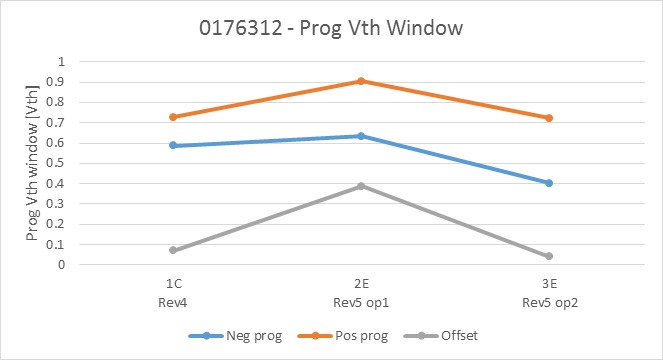 0176312 - Prog Vth Window
Prog Vth window [Vth]
1
0.9
0.8
0.7
0.6
0.5
0.4
0.3
0.2
0.1
0
1C 2E 3E
Rev4 Rev5 op1 Rev5 op2
Neg prog Pos prog Offset